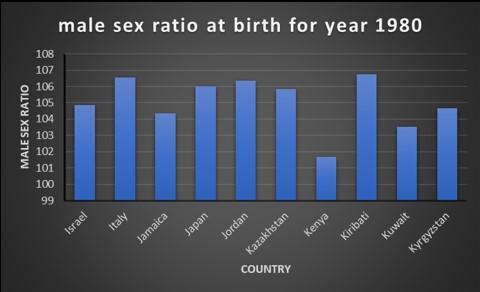 male sex ratio at birth for year 1980
MALE SEX RATIO
108
107
106
105
104
103
102
101
100
99
Israel
Italy
Jamaica
Japan
Jordan
Kazakhstan
Kenya
Kiribati
Kuwait
Kyrgyzstan
COUNTRY